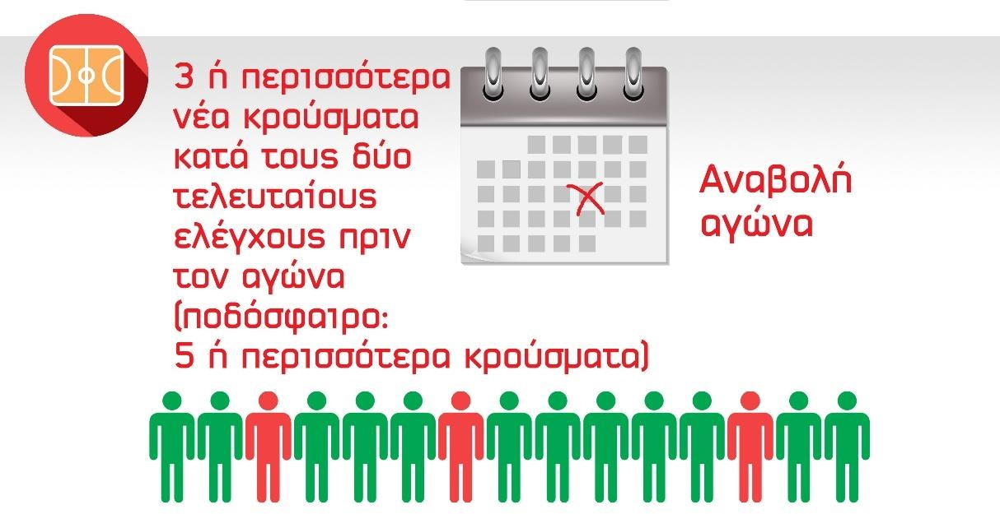 3 ή περισσότερα
νέα κρούσματα
κατά τους δύο
τελευταίους
ελέγχους πριν
τον αγώνα
(ποδόσφαιρο:
5 ή περισσότερα κρούσματα)
Αναβολή
αγώνα